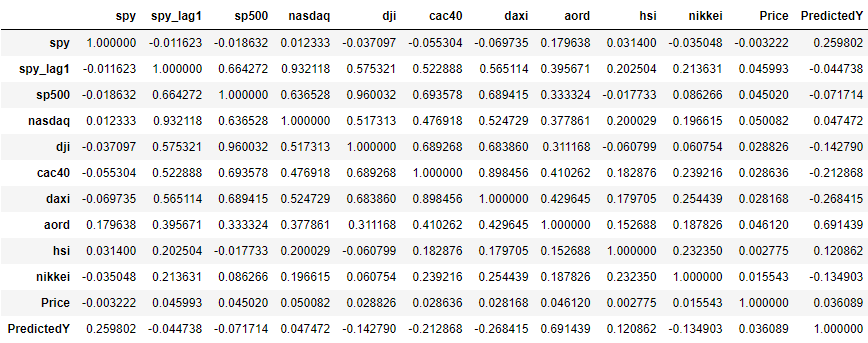 spy spy_lag1 sp500 nasdaq dji cac40 daxi aord hsi nikkei Price PredictedY
spy 1.000000 -0.011623 -0.018632 0.012333 -0.037097 -0.055304 -0.069735 0.179638 0.031400 -0.035048 -0.003222 0.259802
spy_lag1 -0.011623 1.000000 0.664272 0.932118 0.575321 0.522888 0.565114 0.395671 0.202504 0.213631 0.045993 -0.044738
sp500 -0.018632 0.664272 1.000000 0.636528 0.960032 0.693578 0.689415 0.333324 -0.017733 0.086266 0.045020 -0.071714
nasdaq 0.012333 0.932118 0.636528 1.000000 0.517313 0.476918 0.524729 0.377861 0.200029 0.196615 0.050082 0.047472
dji -0.037097 0.575321 0.960032 0.517313 1.000000 0.689268 0.683860 0.311168 -0.060799 0.060754 0.028826 -0.142790
cac40 -0.055304 0.522888 0.693578 0.476918 0.689268 1.000000 0.898456 0.410262 0.182876 0.239216 0.028636 -0.212868
daxi -0.069735 0.565114 0.689415 0.524729 0.683860 0.898456 1.000000 0.429645 0.179705 0.254439 0.028168 -0.268415
aord 0.179638 0.395671 0.333324 0.377861 0.311168 0.410262 0.429645 1.000000 0.152688 0.187826 0.046120 0.691439
hsi 0.031400 0.202504 -0.017733 0.200029 -0.060799 0.182876 0.179705 0.152688 1.000000 0.232350 0.002775 0.120862
nikkei -0.035048 0.213631 0.086266 0.196615 0.060754 0.239216 0.254439 0.187826 0.232350 1.000000 0.015543 -0.134903
Price -0.003222 0.045993 0.045020 0.050082 0.028826 0.028636 0.028168 0.046120 0.002775 0.015543 1.000000 0.036089
PredictedY 0.259802 -0.044738 -0.071714 0.047472 -0.142790 -0.212868 -0.268415 0.691439 0.120862 -0.134903 0.036089 1.000000